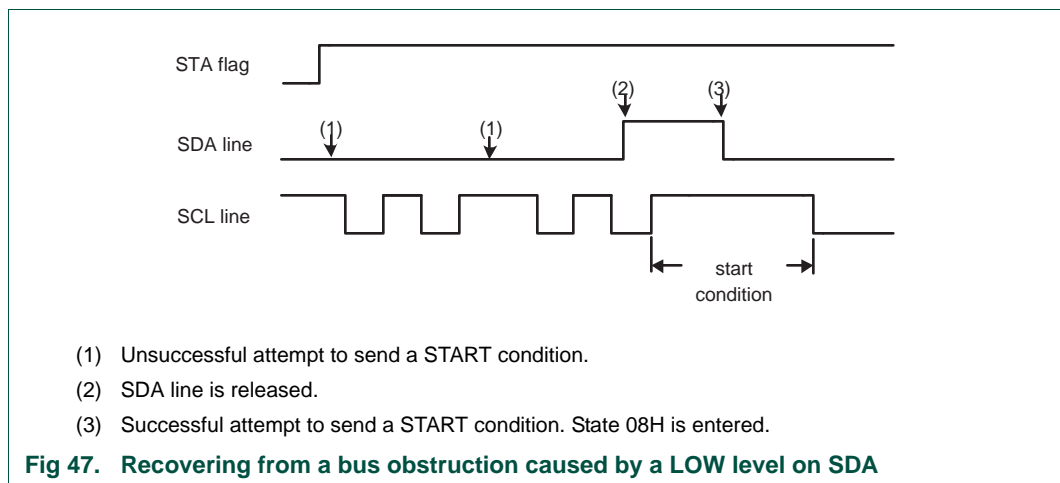 STA flag
(2)
(3)
(1)
(1)
SDA line
SCL line
start
condition
(1) Unsuccessful attempt to send a START condition.
(2) SDA line is released.
(3) Successful attempt to send a START condition. State 08H is entered.
Fig 47. Recovering from a bus obstruction caused by a LOW level on SDA